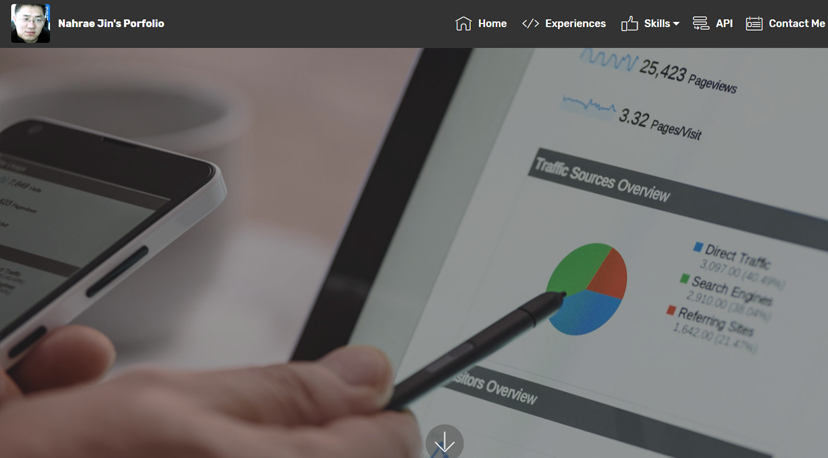 Nahrae Jin's Porfolio
Home
Experiences
Skills
API
Contact Me
25,423 Pageviews
3.32 Pages/Visit
Traffic Sources Overview
Direct Traffic
3,097.00 (40.49%)
Search Engines
2,910.00 (38.04%)
Referring Sites
1,642.00 (21.47%)
Overview